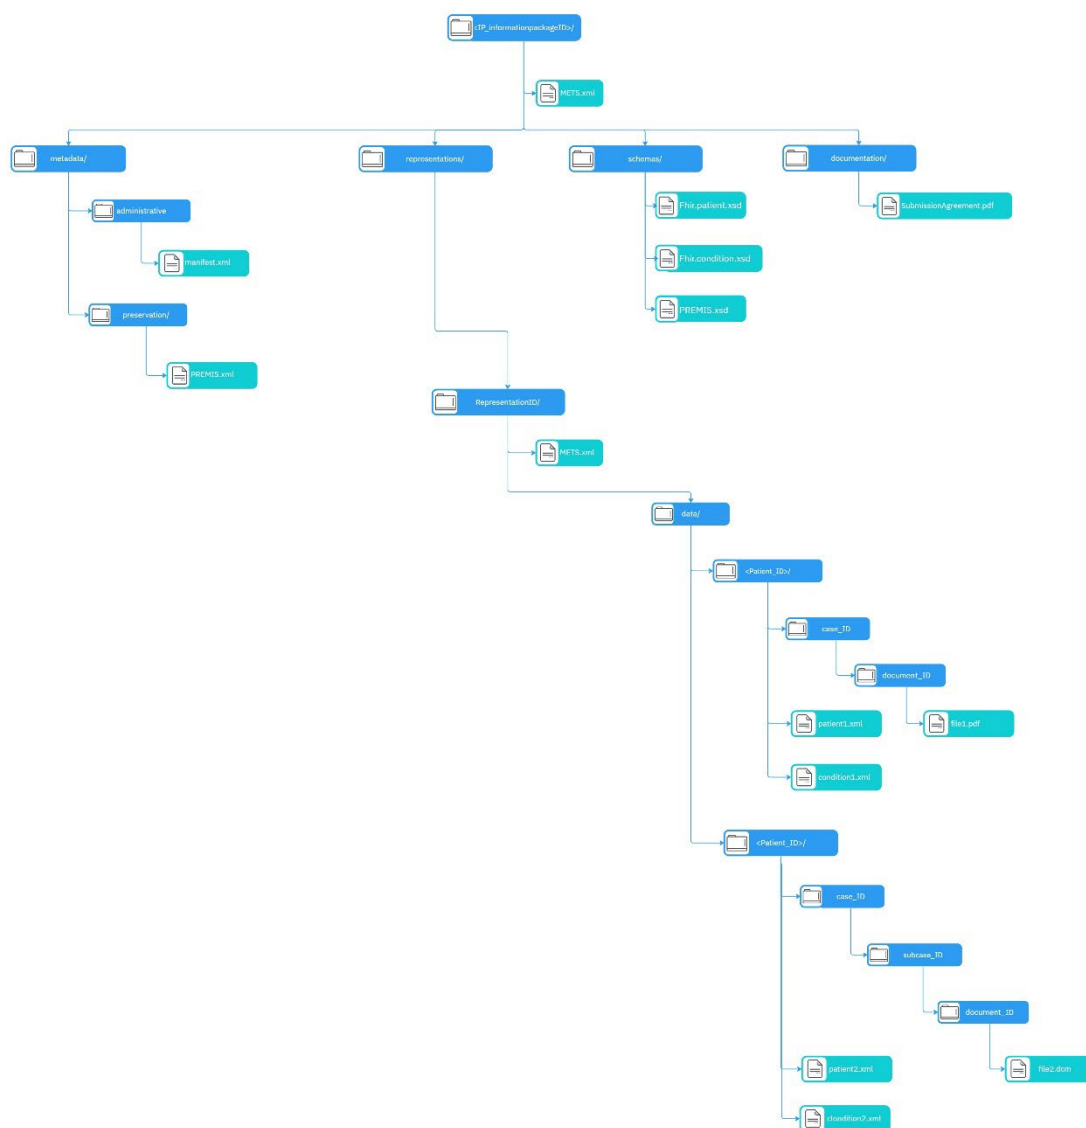 <IP_informationpackageID>/
METS.xml
metadata/
representations/
schemas/
documentation/
Fhir.patient.xsd
SubmissionAgreement.pdf
administrative
manifest.xml
Fhir.condition.xsd
PREMIS.xsd
preservation/
PREMIS.xml
RepresentationID/
METS.xml
data/
<Patient_ID>/
case_ID
document_ID
patient1.xml
file1.pdf
condition1.xml
<Patient_ID>/
case_ID
subcase_ID
document_ID
patient2.xml
file2.dcm
clondition2.xml